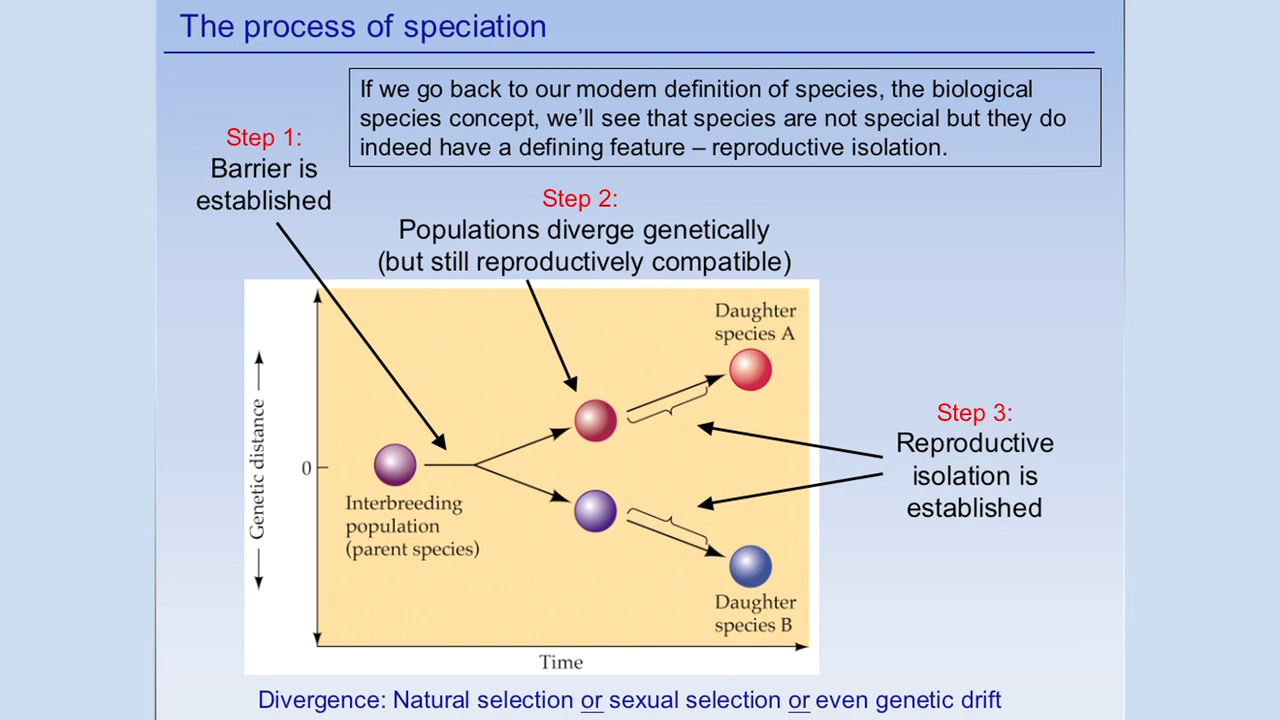 The process of speciation
If we go back to our modern definition of species, the biological
species concept, we'll see that species are not special but they do
indeed have a defining feature – reproductive isolation.
Step 1:
Barrier is
established
Step 2:
Populations diverge genetically
(but still reproductively compatible)
Daughter
species A
Step 3:
Reproductive
isolation is
established
Genetic distance
0
Interbreeding
population
(parent species)
Daughter
species B
Time
Divergence: Natural selection or sexual selection or even genetic drift